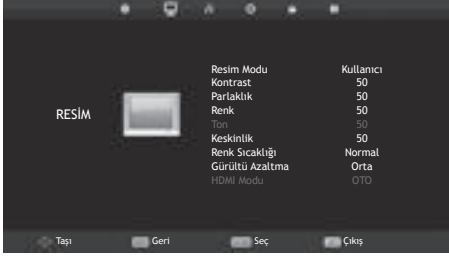 RESİM
Resim Modu Kullanıcı
Kontrast 50
Parlaklık 50
Renk 50
Ton 50
Keskinlik 50
Renk Sıcaklığı Normal
Gürültü Azaltma Orta
HDMI Modu OTO
Taşı Geri Seç Çıkış